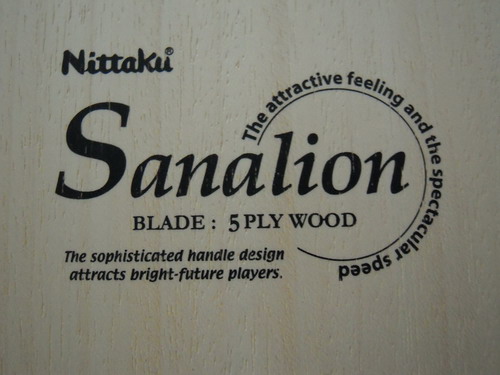 Nittaku®
Sanalion
The attractive feeling and the spectacular speed
BLADE : 5 PLY WOOD
The sophisticated handle design
attracts bright-future players.